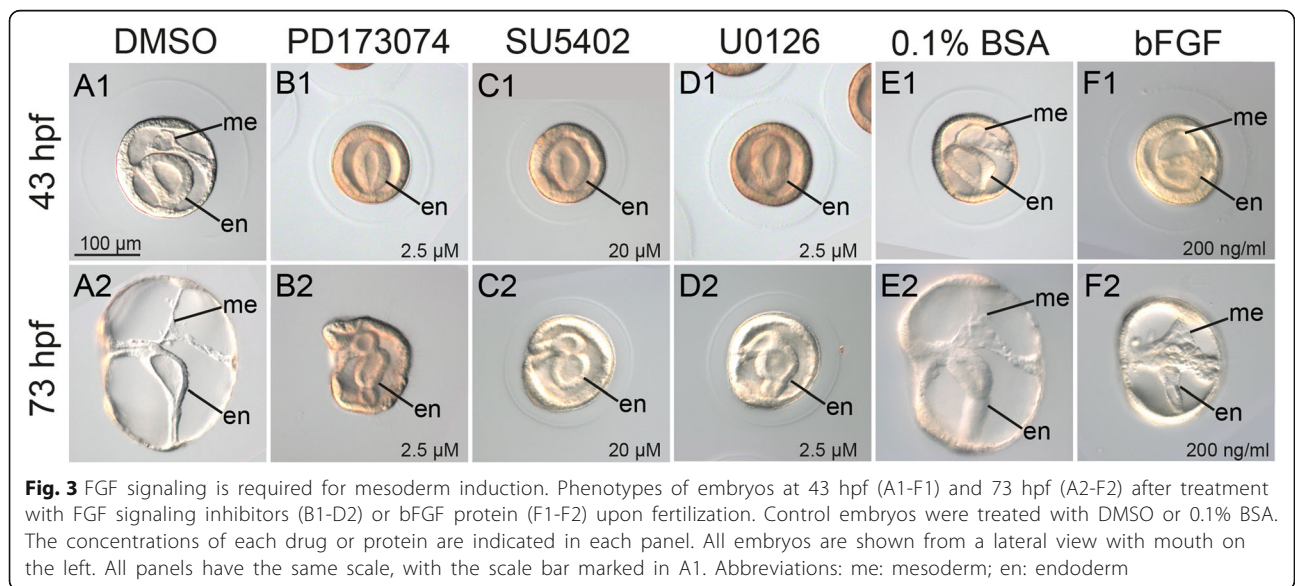 DMSO PD173074 SU5402 U0126 0.1% BSA bFGF
43 hpf
A1 B1 C1 D1 E1 F1
me me me
en en en en en en
100 μm 2.5 μM 20 μM 2.5 μM 200 ng/ml
73 hpf
A2 B2 C2 D2 E2 F2
me me me
en en en en en en
2.5 μM 20 μM 2.5 μM 200 ng/ml
Fig. 3 FGF signaling is required for mesoderm induction. Phenotypes of embryos at 43 hpf (A1-F1) and 73 hpf (A2-F2) after treatment
with FGF signaling inhibitors (B1-D2) or bFGF protein (F1-F2) upon fertilization. Control embryos were treated with DMSO or 0.1% BSA.
The concentrations of each drug or protein are indicated in each panel. All embryos are shown from a lateral view with mouth on
the left. All panels have the same scale, with the scale bar marked in A1. Abbreviations: me: mesoderm; en: endoderm